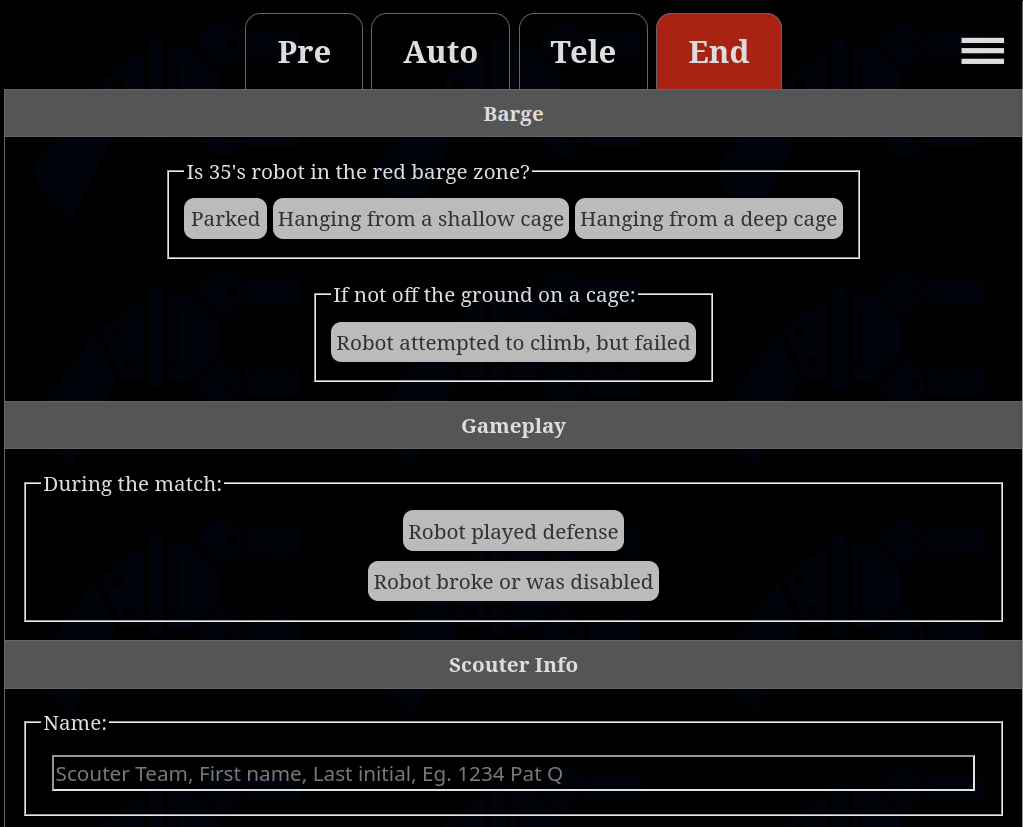 Pre Auto Tele End
Barge
Is 35's robot in the red barge zone?
Parked Hanging from a shallow cage Hanging from a deep cage
If not off the ground on a cage:
Robot attempted to climb, but failed
Gameplay
During the match:
Robot played defense
Robot broke or was disabled
Scouter Info
Name:
Scouter Team, First name, Last initial, Eg. 1234 Pat Q